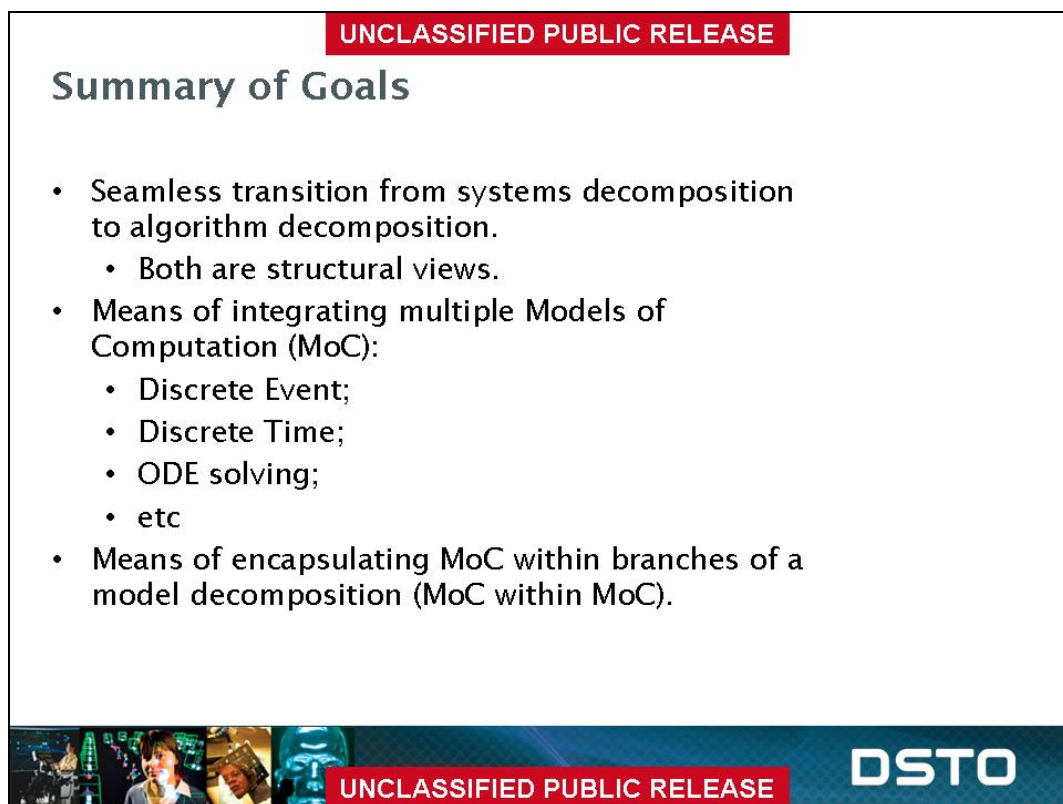 UNCLASSIFIED PUBLIC RELEASE
Summary of Goals
• Seamless transition from systems decomposition
to algorithm decomposition.
• Both are structural views.
• Means of integrating multiple Models of
Computation (MoC):
• Discrete Event;
• Discrete Time;
• ODE solving;
• etc
• Means of encapsulating MoC within branches of a
model decomposition (MoC within MoC).
DSTO
UNCLASSIFIED PUBLIC RELEASE